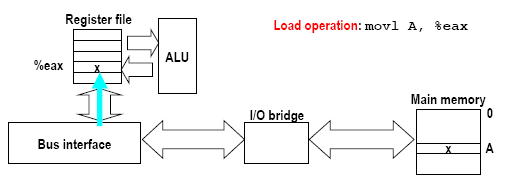 Register file
Load operation: movl A, %eax
ALU
%eax
x
Main memory
I/O bridge
0
Bus interface
x
A